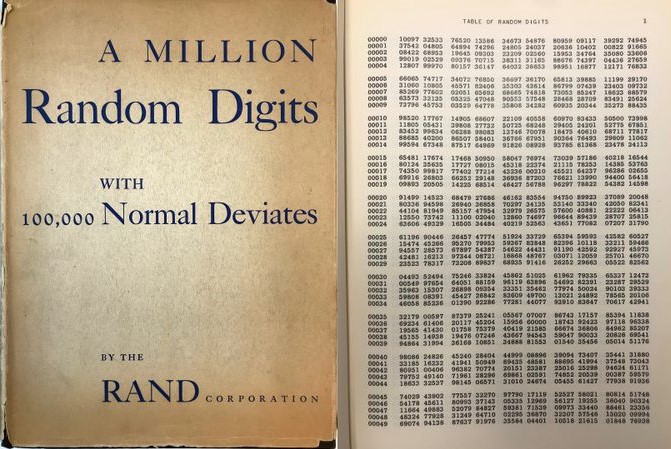 A MILLION
Random Digits
WITH
100,000 Normal Deviates
BY THE
RAND CORPORATION
TABLE OF RANDOM DIGITS 1
00000 10097 32533 76520 13586 34673 54876 80959 09117 39292 74945
00001 37542 04805 64894 74296 24805 24037 20636 10402 00822 91665
00002 08422 68953 19645 09303 23209 02560 15953 34764 35080 33606
00003 99019 02529 09376 70715 38311 31165 88676 74397 04436 27659
00004 12807 99970 80157 36147 64032 36653 98951 16877 12171 76833
00005 66065 74717 34072 76850 36697 36170 65813 39885 11199 29170
00006 31060 10805 45571 82406 35303 42614 86799 07439 23403 09732
00007 85269 77602 02051 65692 68665 74818 73053 85247 18623 88579
00008 63573 32135 05325 47048 90553 57548 28468 28709 83491 25624
00009 73796 45753 03529 64778 35808 34282 60935 20344 35273 88435
00010 98520 17767 14905 68607 22109 40558 60970 93433 50500 73998
00011 11805 05431 39808 27732 50725 68248 29405 24201 52775 67851
00012 83452 99634 06288 98083 13746 70078 18475 40610 68711 77817
00013 88685 40200 86507 58401 36766 67951 90364 76493 29609 11062
00014 99594 67348 87517 64969 91826 08928 93785 61368 23478 34113
00015 65481 17674 17468 50950 58047 76974 73039 57186 40218 16544
00016 80124 35635 17727 08015 45318 22374 21115 78253 14385 53763
00017 74350 99817 77402 77214 43236 00210 45521 64237 96286 02655
00018 69916 26803 66252 29148 36936 87203 76621 13990 94400 56418
00019 09893 20505 14225 68514 46427 56788 96297 78822 54382 14598
00020 91499 14523 68479 27686 46162 83554 94750 89923 37089 20048
00021 80336 94598 26940 36858 70297 34135 53140 33340 42050 82341
00022 44104 81949 85157 47954 32979 26575 57600 40881 22222 06413
00023 12550 73742 11100 02040 12860 74697 96644 89439 28707 25815
00024 63606 49329 16505 34484 40219 52563 43651 77082 07207 31790
00025 61196 90446 26457 47774 51924 33729 65394 59593 42582 60527
00026 15474 45266 95270 79953 59367 83848 82396 10118 33211 59466
00027 94557 28573 67897 54387 54622 44431 91190 42592 92927 45973
00028 42481 16213 97344 08721 16868 48767 03071 12059 25701 46670
00029 23523 78317 73208 89837 68935 91416 26252 29663 05522 82562
00030 04493 52494 75246 33824 45862 51025 61962 79335 65337 12472
00031 00549 97654 64051 88159 96119 63896 54692 82391 23287 29529
00032 35963 15307 26898 09354 33351 35462 77974 50024 90103 39333
00033 59808 08391 45427 26842 83609 49700 13021 24892 78565 20106
00034 46058 85236 01390 92286 77281 44077 93910 83647 70617 42941
00035 32179 00597 87379 25241 05567 07007 86743 17157 85394 11838
00036 69234 61406 20117 45204 15956 60000 18743 92423 97118 96338
00037 19565 41430 01758 75379 40419 21585 66674 36806 84962 85207
00038 45155 14938 19476 07246 43667 94543 59047 90033 20826 69541
00039 94864 31994 36168 10851 34888 81553 01540 35456 05014 51176
00040 98086 24826 45240 28404 44999 08896 39094 73407 35441 31880
00041 33185 16232 41941 50949 89435 48581 88695 41994 37548 73043
00042 80951 00406 96382 70774 20151 23387 25016 25298 94624 61171
00043 79752 49140 71961 28296 69861 02591 74852 20539 00387 59579
00044 18633 32537 98145 06571 31010 24674 05455 61427 77938 91936
00045 74029 43902 77557 32270 97790 17119 52527 58021 80814 51748
00046 54178 45611 80993 37143 05335 12969 56127 19255 36040 90324
00047 11664 49883 52079 84827 59381 71539 09973 33440 88461 23356
00048 48324 77928 31249 64710 02295 36870 32307 57546 15020 09994
00049 69074 94138 87637 91976 35584 04401 10518 21615 01848 76938